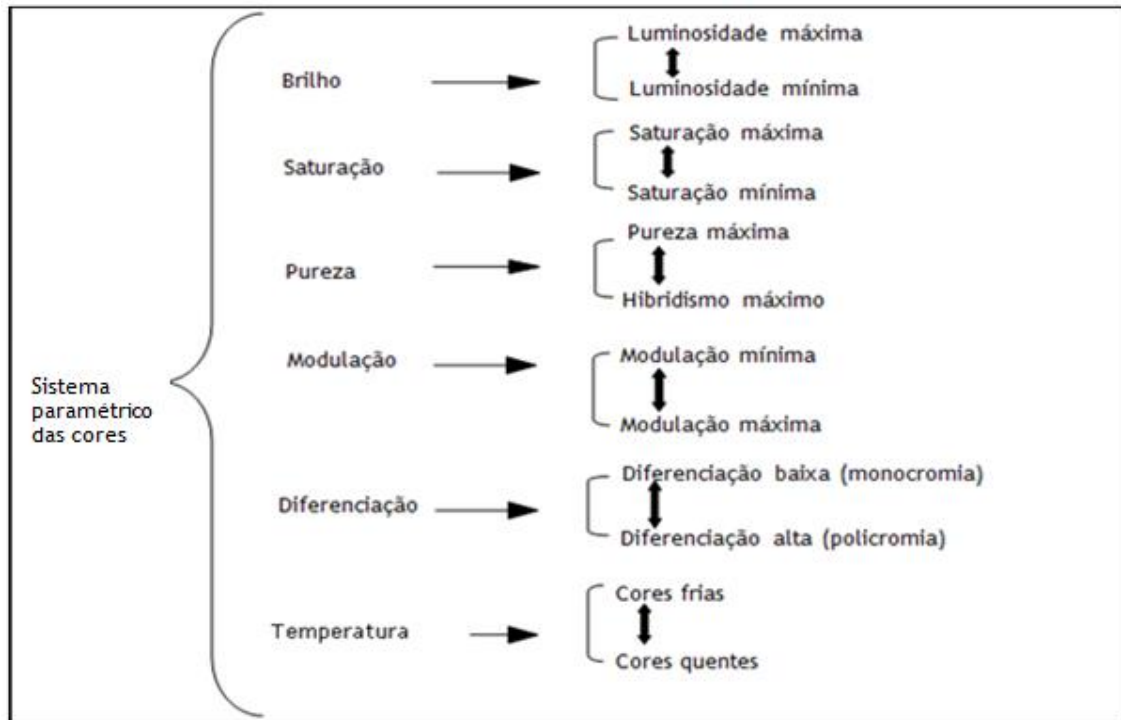 Sistema
paramétrico
das cores
Brilho
Luminosidade máxima
Luminosidade mínima
Saturação
Saturação máxima
Saturação mínima
Pureza
Pureza máxima
Hibridismo máximo
Modulação
Modulação mínima
Modulação máxima
Diferenciação
Diferenciação baixa (monocromia)
Diferenciação alta (policromia)
Temperatura
Cores frias
Cores quentes